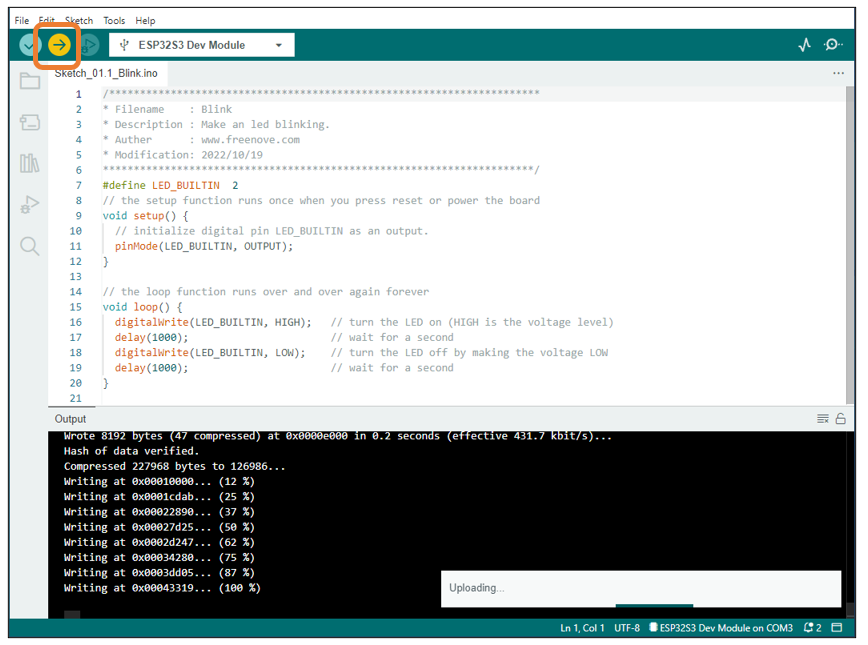 File Edit Sketch Tools Help
ESP32S3 Dev Module
Sketch_01.1_Blink.ino
1 /**********************************************************************
2 * Filename    : Blink
3 * Description : Make an led blinking.
4 * Auther      : www.freenove.com
5 * Modification: 2022/10/19
6 **********************************************************************/
7 #define LED_BUILTIN  2
8 // the setup function runs once when you press reset or power the board
9 void setup() {
10   // initialize digital pin LED_BUILTIN as an output.
11   pinMode(LED_BUILTIN, OUTPUT);
12 }
13
14 // the loop function runs over and over again forever
15 void loop() {
16   digitalWrite(LED_BUILTIN, HIGH);   // turn the LED on (HIGH is the voltage level)
17   delay(1000);                       // wait for a second
18   digitalWrite(LED_BUILTIN, LOW);    // turn the LED off by making the voltage LOW
19   delay(1000);                       // wait for a second
20 }
21
Output
Wrote 8192 bytes (47 compressed) at 0x0000e000 in 0.2 seconds (effective 431.7 kbit/s)...
Hash of data verified.
Compressed 227968 bytes to 126986...
Writing at 0x00010000... (12 %)
Writing at 0x0001cdab... (25 %)
Writing at 0x00022890... (37 %)
Writing at 0x00027d25... (50 %)
Writing at 0x0002d247... (62 %)
Writing at 0x00034280... (75 %)
Writing at 0x0003dd05... (87 %)
Writing at 0x00043319... (100 %)
Uploading...
Ln 1, Col 1 UTF-8 ESP32S3 Dev Module on COM3 2